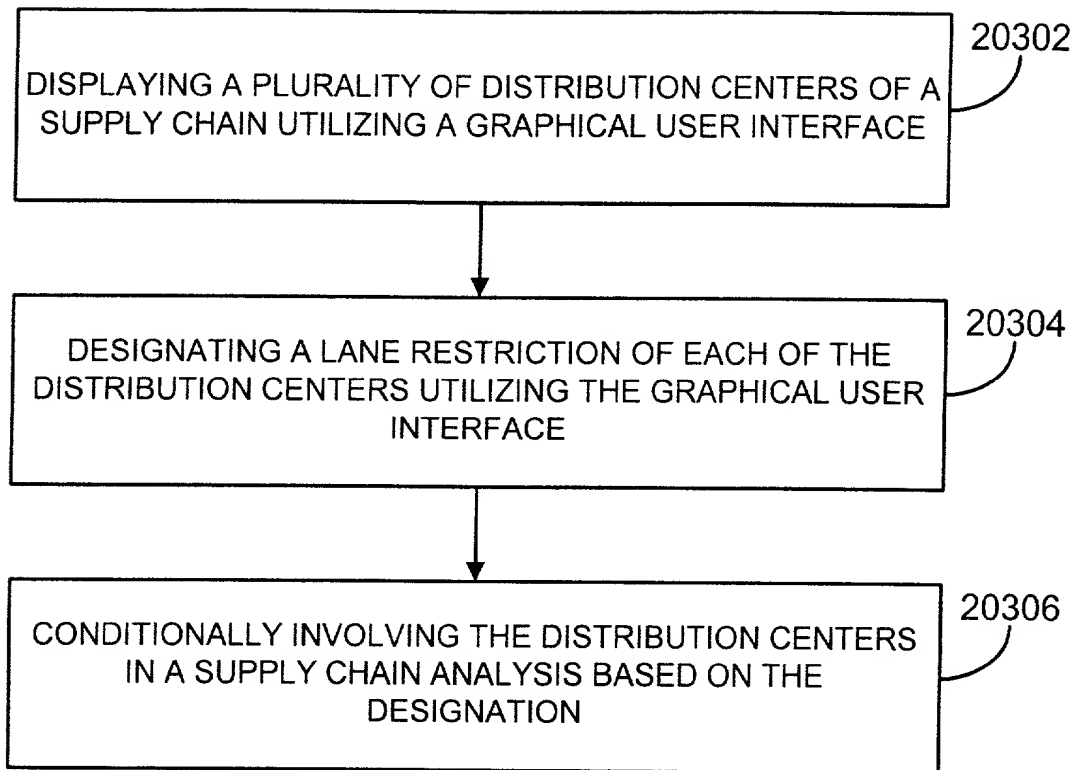 20302
DISPLAYING A PLURALITY OF DISTRIBUTION CENTERS OF A
SUPPLY CHAIN UTILIZING A GRAPHICAL USER INTERFACE
20304
DESIGNATING A LANE RESTRICTION OF EACH OF THE
DISTRIBUTION CENTERS UTILIZING THE GRAPHICAL USER
INTERFACE
20306
CONDITIONALLY INVOLVING THE DISTRIBUTION CENTERS
IN A SUPPLY CHAIN ANALYSIS BASED ON THE
DESIGNATION